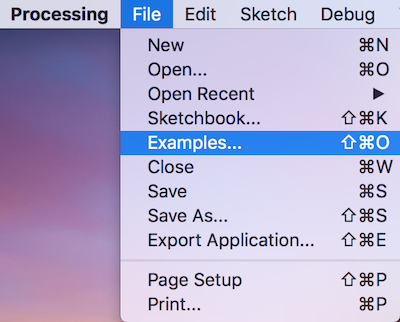 Processing File Edit Sketch Debug
New ⌘N
Open... ⌘O
Open Recent ▶
Sketchbook... ⇧⌘K
Examples... ⇧⌘O
Close ⌘W
Save ⌘S
Save As... ⇧⌘S
Export Application... ⇧⌘E
Page Setup ⇧⌘P
Print... ⌘P